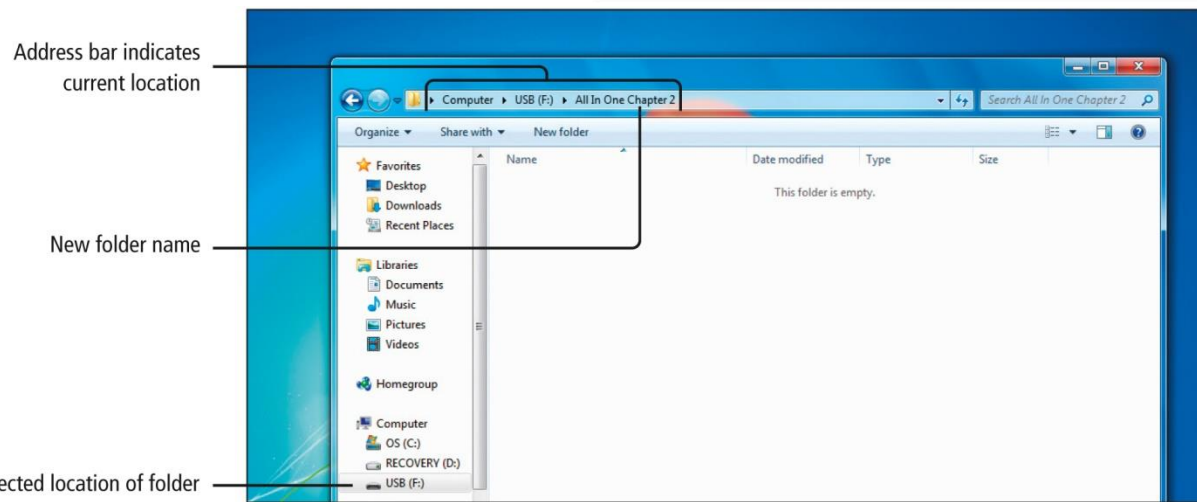 Address bar indicates
current location
Computer ▸ USB (F:) ▸ All In One Chapter 2
Search All In One Chapter 2
Organize Share with New folder
Favorites
Desktop
Downloads
Recent Places
Libraries
Documents
Music
Pictures
Videos
Homegroup
Computer
OS (C:)
RECOVERY (D:)
USB (F:)
Name Date modified Type Size
This folder is empty.
New folder name
ected location of folder